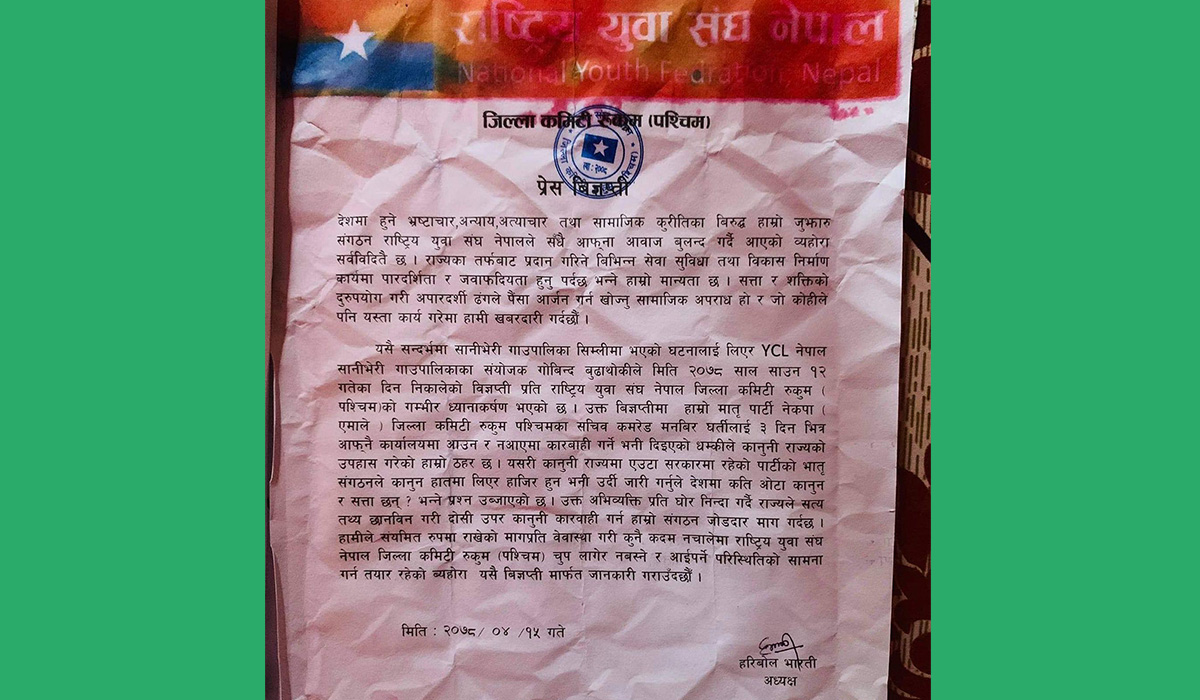 राष्ट्रिय युवा संघ नेपाल
National Youth Fedration, Nepal
जिल्ला कमिटी रुकुम (पश्चिम)
प्रेस बिज्ञप्ती
देशमा हुने भ्रष्टाचार,अन्याय,अत्याचार तथा सामाजिक कुरीतिका बिरुद्ध हाम्रो जुझारु
संगठन राष्ट्रिय युवा संघ नेपालले सँधै आफ्ना आवाज बुलन्द गर्दै आएको व्यहोरा
सर्वविदितै छ । राज्यका तर्फबाट प्रदान गरिने बिभिन्न सेवा सुविधा तथा विकास निर्माण
कार्यमा पारदर्शिता र जवाफदियता हुनु पर्दछ भन्ने हाम्रो मान्यता छ । सत्ता र शक्तिको
दुरुपयोग गरी अपारदर्शी ढंगले पैंसा आर्जन गर्न खोज्नु सामाजिक अपराध हो र जो कोहीले
पनि यस्ता कार्य गरेमा हामी खबरदारी गर्दछौं ।
यसै सन्दर्भमा सानीभेरी गाउपालिका सिम्लीमा भएको घटनालाई लिएर YCL नेपाल
सानीभेरी गाउपालिकाका संयोजक गोबिन्द बुढाथोकीले मिति २०७८ साल साउन १२
गतेका दिन निकालेको विज्ञप्ती प्रति राष्ट्रिय युवा संघ नेपाल जिल्ला कमिटी रुकुम (
पश्चिम)को गम्भीर ध्यानाकर्षण भएको छ । उक्त बिज्ञप्तीमा हाम्रो मातृ पार्टी नेकपा (
एमाले ) जिल्ला कमिटी रुकुम पश्चिमका सचिव कमरेड मनबिर घर्तीलाई ३ दिन भित्र
आफ्नै कार्यालयमा आउन र नआएमा कारबाही गर्ने भनी दिइएको धम्कीले कानुनी राज्यको
उपहास गरेको हाम्रो ठहर छ । यसरी कानुनी राज्यमा एउटा सरकारमा रहेको पार्टीको भातृ
संगठनले कानुन हातमा लिएर हाजिर हुन भनी उर्दी जारी गर्नुले देशमा कति ओटा कानुन
र सत्ता छन् ? भन्ने प्रश्न उब्जाएको छ । उक्त अभिव्यक्ति प्रति घोर निन्दा गर्दै राज्यले सत्य
तथ्य छानविन गरी दोसी उपर कानुनी कारवाही गर्न हाम्रो संगठन जोडदार माग गर्दछ ।
हामीले संयमित रुपमा राखेको मागप्रति वेवास्था गरी कुनै कदम नचालेमा राष्ट्रिय युवा संघ
नेपाल जिल्ला कमिटी रुकुम (पश्चिम) चुप लागेर नबस्ने र आईपर्ने परिस्थितिको सामना
गर्न तयार रहेको ब्यहोरा यसै बिज्ञप्ती मार्फत जानकारी गराउँदछौं ।
मिति : २०७८/ ०४ /१५ गते
हरिबोल भारती
अध्यक्ष